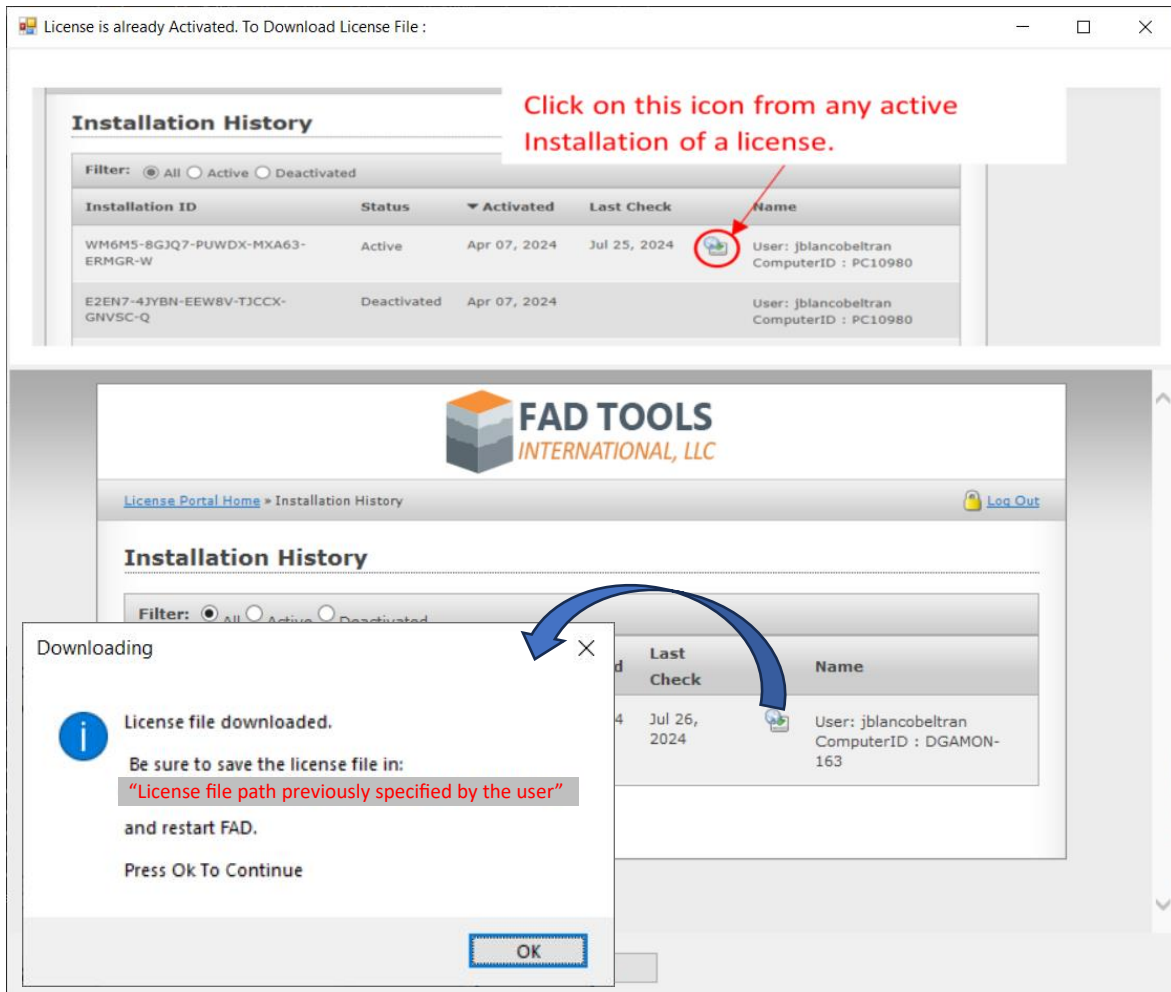 License is already Activated. To Download License File :
Click on this icon from any active
Installation of a license.
Installation History
Filter: All Active Deactivated
Installation ID Status Activated Last Check Name
WM6M5-8GJQ7-PUWDX-MXA63-
ERMGR-W
Active Apr 07, 2024 Jul 25, 2024
User: jblancobeltran
ComputerID : PC10980
E2EN7-4JYBN-EEW8V-TJCCX-
GNVSC-Q
Deactivated Apr 07, 2024
User: jblancobeltran
ComputerID : PC10980
FAD TOOLS
INTERNATIONAL, LLC
License Portal Home » Installation History
Log Out
Installation History
Filter: All Active Deactivated
Last
Check
Name
Jul 26,
2024
User: jblancobeltran
ComputerID : DGAMON-
163
Downloading
License file downloaded.
Be sure to save the license file in:
“License file path previously specified by the user”
and restart FAD.
Press Ok To Continue
OK